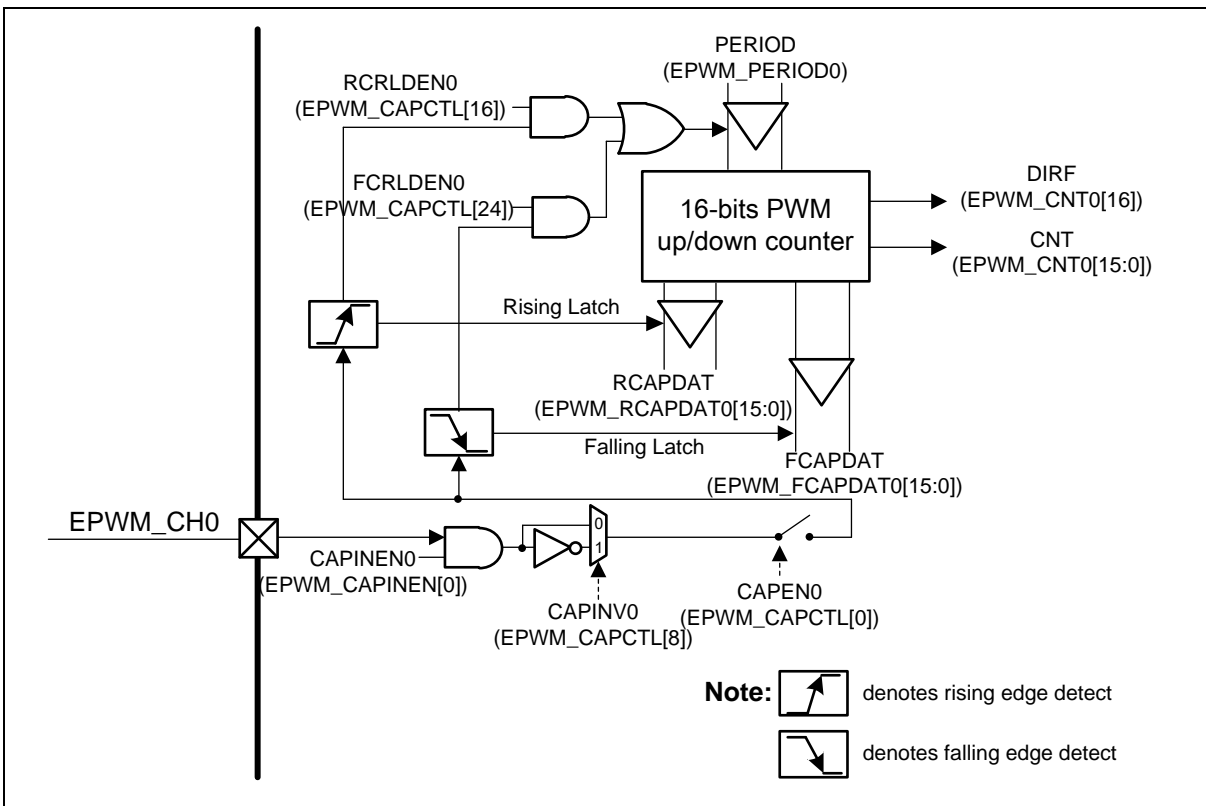 PERIOD
(EPWM_PERIOD0)
RCRLDEN0
(EPWM_CAPCTL[16])
FCRLDEN0
(EPWM_CAPCTL[24])
16-bits PWM
up/down counter
DIRF
(EPWM_CNT0[16])
CNT
(EPWM_CNT0[15:0])
Rising Latch
RCAPDAT
(EPWM_RCAPDAT0[15:0])
Falling Latch
FCAPDAT
(EPWM_FCAPDAT0[15:0])
EPWM_CH0
CAPINEN0
(EPWM_CAPINEN[0])
0
1
CAPINV0
(EPWM_CAPCTL[8])
CAPEN0
(EPWM_CAPCTL[0])
Note: denotes rising edge detect
denotes falling edge detect